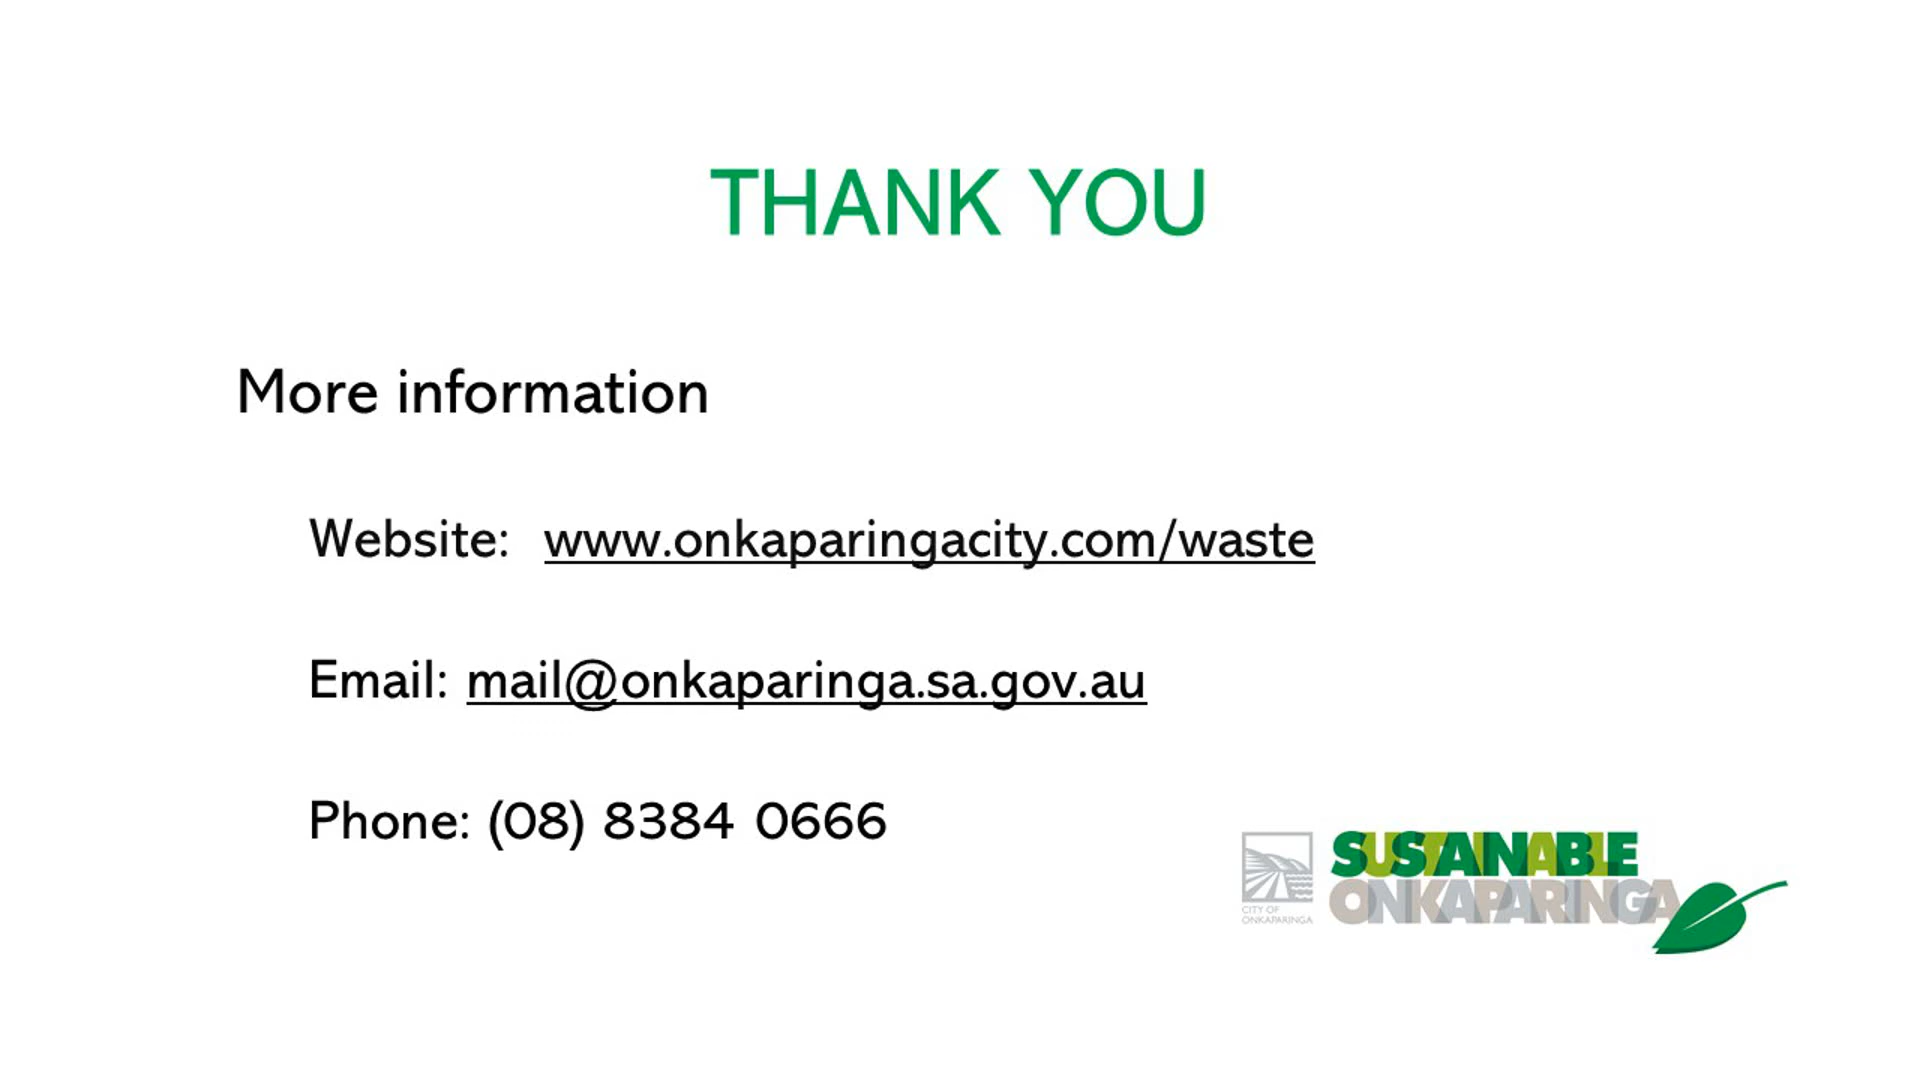 THANK YOU
More information
Website: www.onkaparingacity.com/waste
Email: mail@onkaparinga.sa.gov.au
Phone: (08) 8384 0666
SUSTAINABLE
ONKAPARINGA
CITY OF
ONKAPARINGA